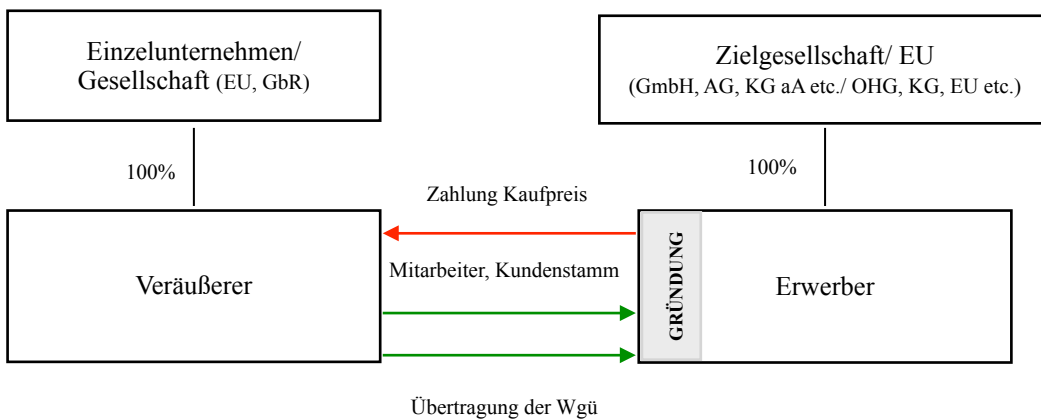 Einzelunternehmen/
Gesellschaft (EU, GbR)
Zielgesellschaft/ EU
(GmbH, AG, KG aA etc./ OHG, KG, EU etc.)
100%
100%
Zahlung Kaufpreis
Mitarbeiter, Kundenstamm
Veräußerer
GRÜNDUNG
Erwerber
Übertragung der Wgü